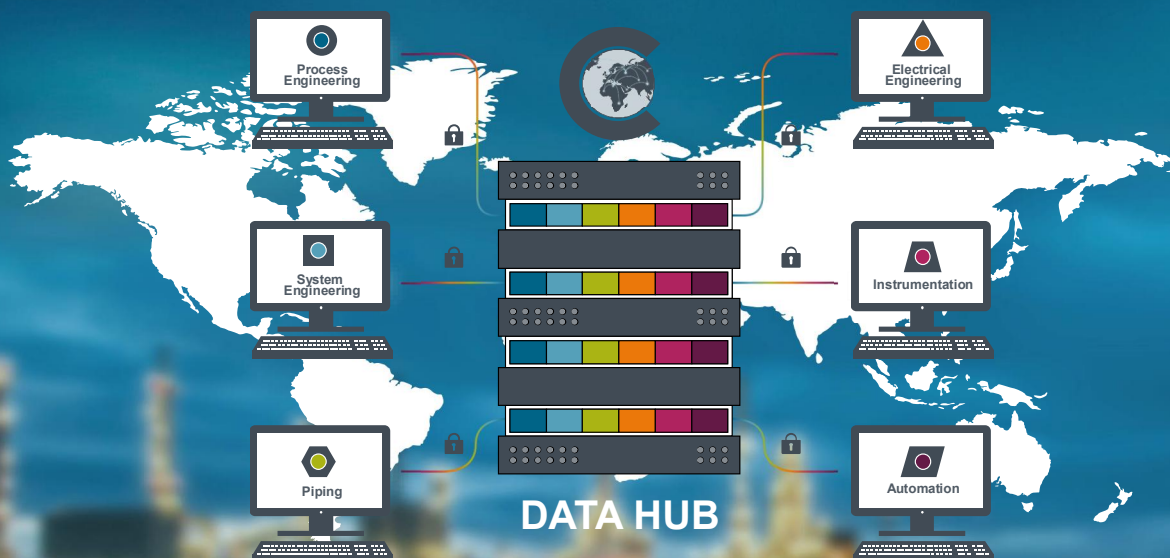 Process
Engineering
Electrical
Engineering
System
Engineering
Instrumentation
Piping
Automation
DATA HUB